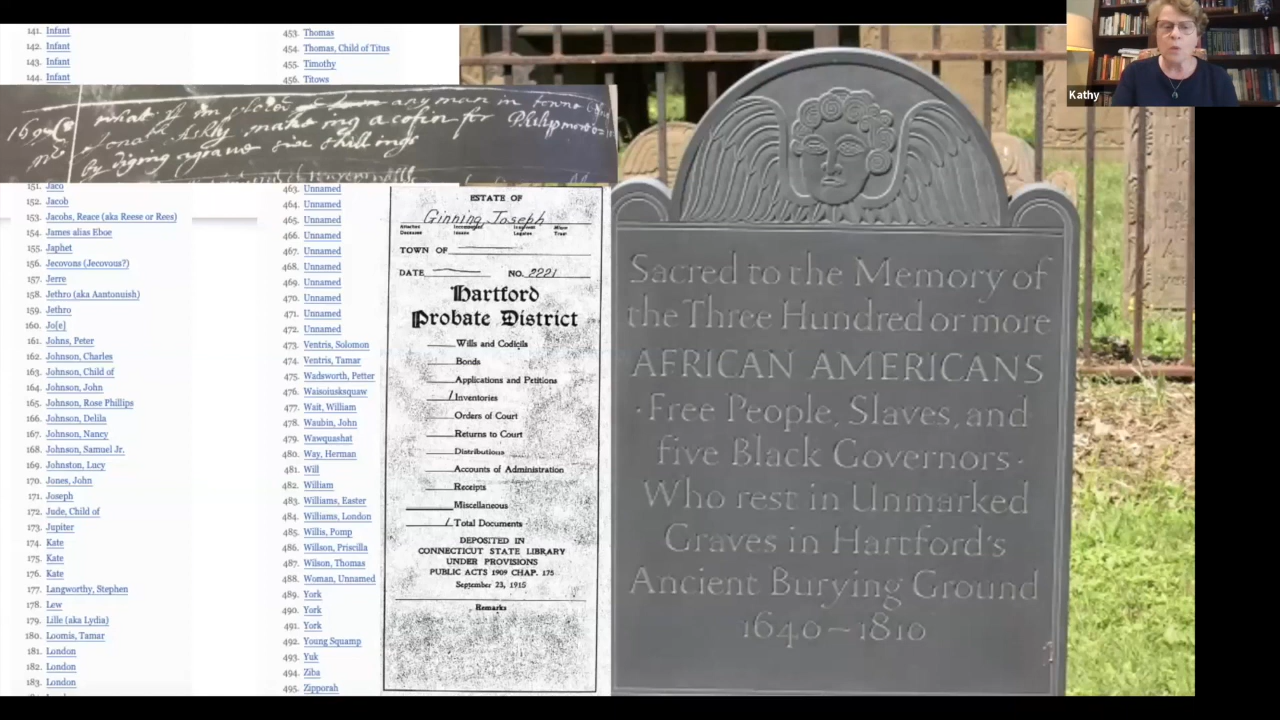 141. Infant
142. Infant
143. Infant
144. Infant
151. Jaco
152. Jacob
153. Jacobs, Reace (aka Reese or Rees)
154. James alias Eboe
155. Japhet
156. Jecovons (Jecovous?)
157. Jerre
158. Jethro (aka Aantonuish)
159. Jethro
160. Jo[e]
161. Johns, Peter
162. Johnson, Charles
163. Johnson, Child of
164. Johnson, John
165. Johnson, Rose Phillips
166. Johnson, Delila
167. Johnson, Nancy
168. Johnson, Samuel Jr.
169. Johnston, Lucy
170. Jones, John
171. Joseph
172. Jude, Child of
173. Jupiter
174. Kate
175. Kate
176. Kate
177. Langworthy, Stephen
178. Lew
179. Lille (aka Lydia)
180. Loomis, Tamar
181. London
182. London
183. London
453. Thomas
454. Thomas, Child of Titus
455. Timothy
456. Titows
463. Unnamed
464. Unnamed
465. Unnamed
466. Unnamed
467. Unnamed
468. Unnamed
469. Unnamed
470. Unnamed
471. Unnamed
472. Unnamed
473. Ventris, Solomon
474. Ventris, Tamar
475. Wadsworth, Petter
476. Waisoiusksquaw
477. Wait, William
478. Waubin, John
479. Wawquashat
480. Way, Herman
481. Will
482. William
483. Williams, Easter
484. Williams, London
485. Willis, Pomp
486. Willson, Priscilla
487. Wilson, Thomas
488. Woman, Unnamed
489. York
490. York
491. York
492. Young Squamp
493. Yuk
494. Ziba
495. Zipporah
any man in
making a cofin for
by diging a grave six shillings
ESTATE OF
Ginning Joseph
TOWN OF
DATE NO. 2221
Hartford
Probate District
Wills and Codicils
Bonds
Applications and Petitions
1 Inventories
Orders of Court
Returns to Court
Distributions
Accounts of Administration
Receipts
Miscellaneous
1 Total Documents
DEPOSITED IN
CONNECTICUT STATE LIBRARY
UNDER PROVISIONS
PUBLIC ACTS 1909 CHAP. 175
September 23, 1915
Remarks
Sacred to the Memory of
the Three Hundred or more
AFRICAN AMERICAN
·Free People, Slaves, and
five Black Governors·
Who rest in Unmarked
Graves in Hartford's
Ancient Burying Ground
1640–1810
Kathy